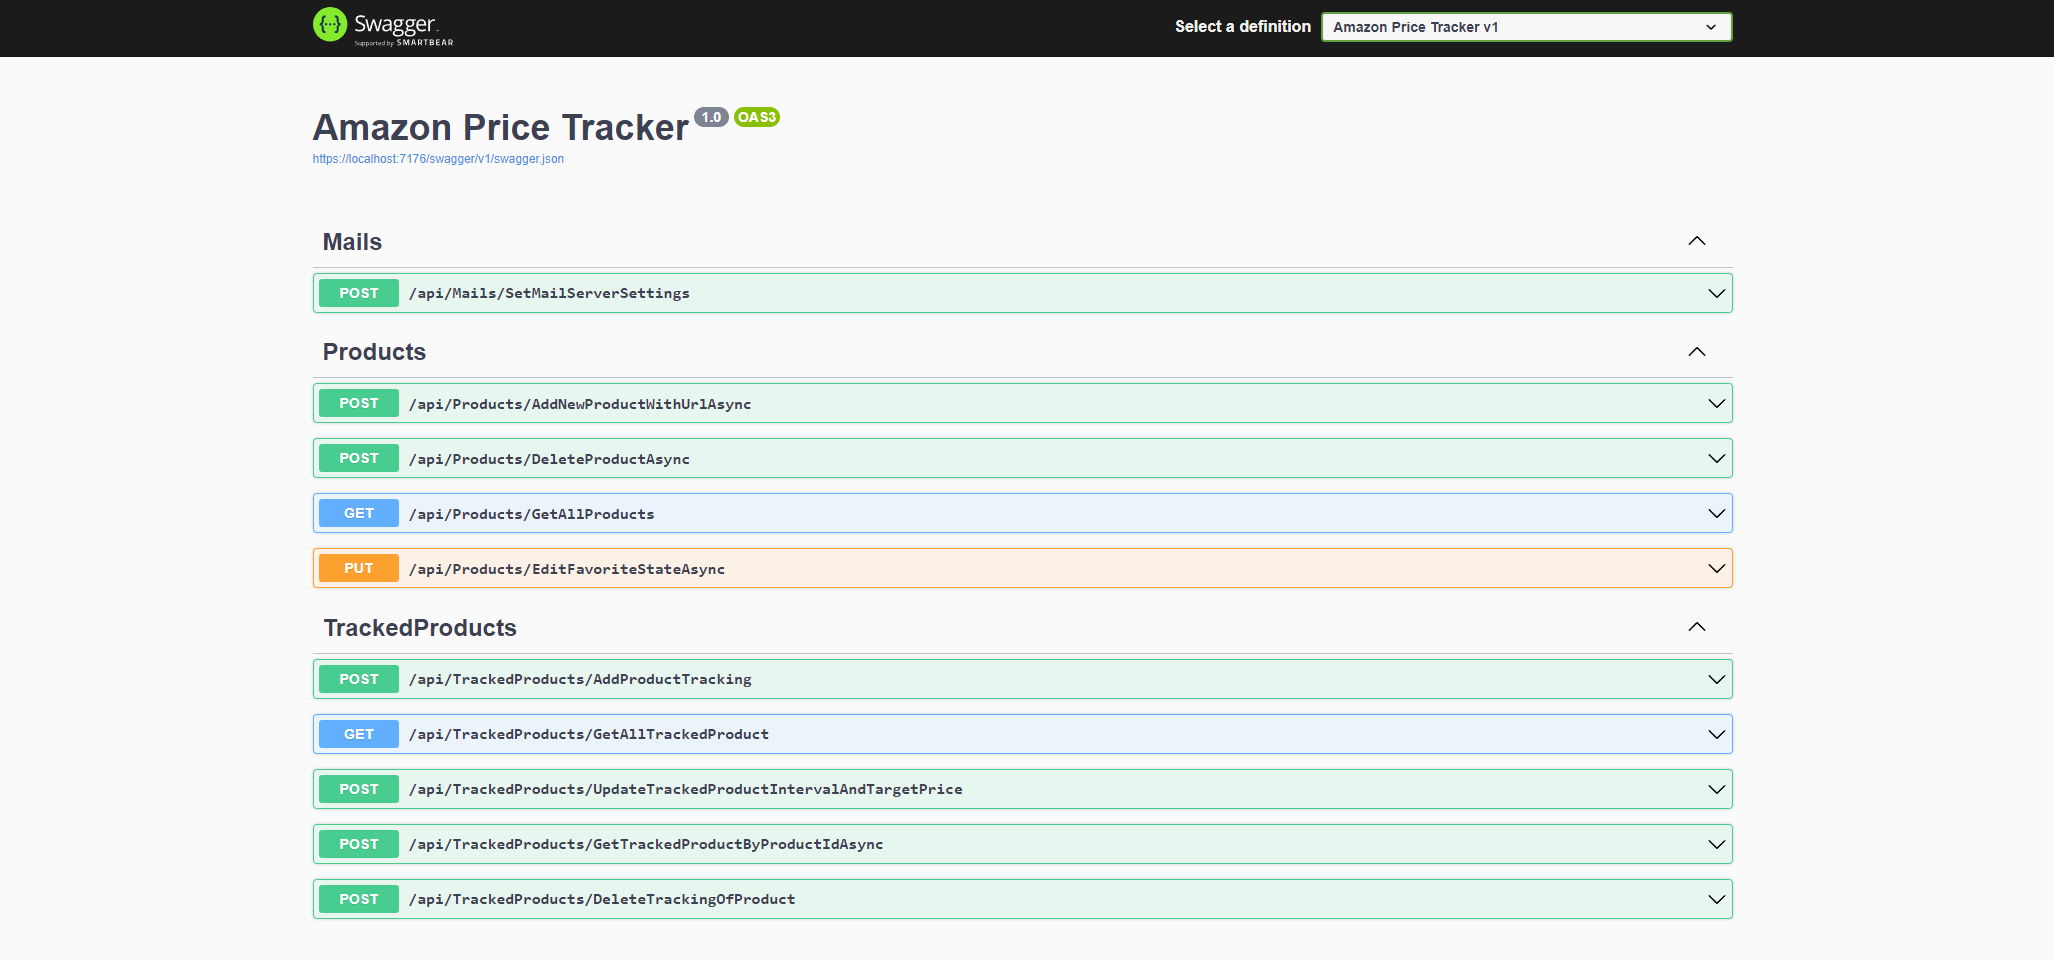 Swagger
Supported by SMARTBEAR
Select a definition
Amazon Price Tracker v1
Amazon Price Tracker 1.0 OAS3
https://localhost:7176/swagger/v1/swagger.json
Mails
POST /api/Mails/SetMailServerSettings
Products
POST /api/Products/AddNewProductWithUrlAsync
POST /api/Products/DeleteProductAsync
GET /api/Products/GetAllProducts
PUT /api/Products/EditFavoriteStateAsync
TrackedProducts
POST /api/TrackedProducts/AddProductTracking
GET /api/TrackedProducts/GetAllTrackedProduct
POST /api/TrackedProducts/UpdateTrackedProductIntervalAndTargetPrice
POST /api/TrackedProducts/GetTrackedProductByProductIdAsync
POST /api/TrackedProducts/DeleteTrackingOfProduct